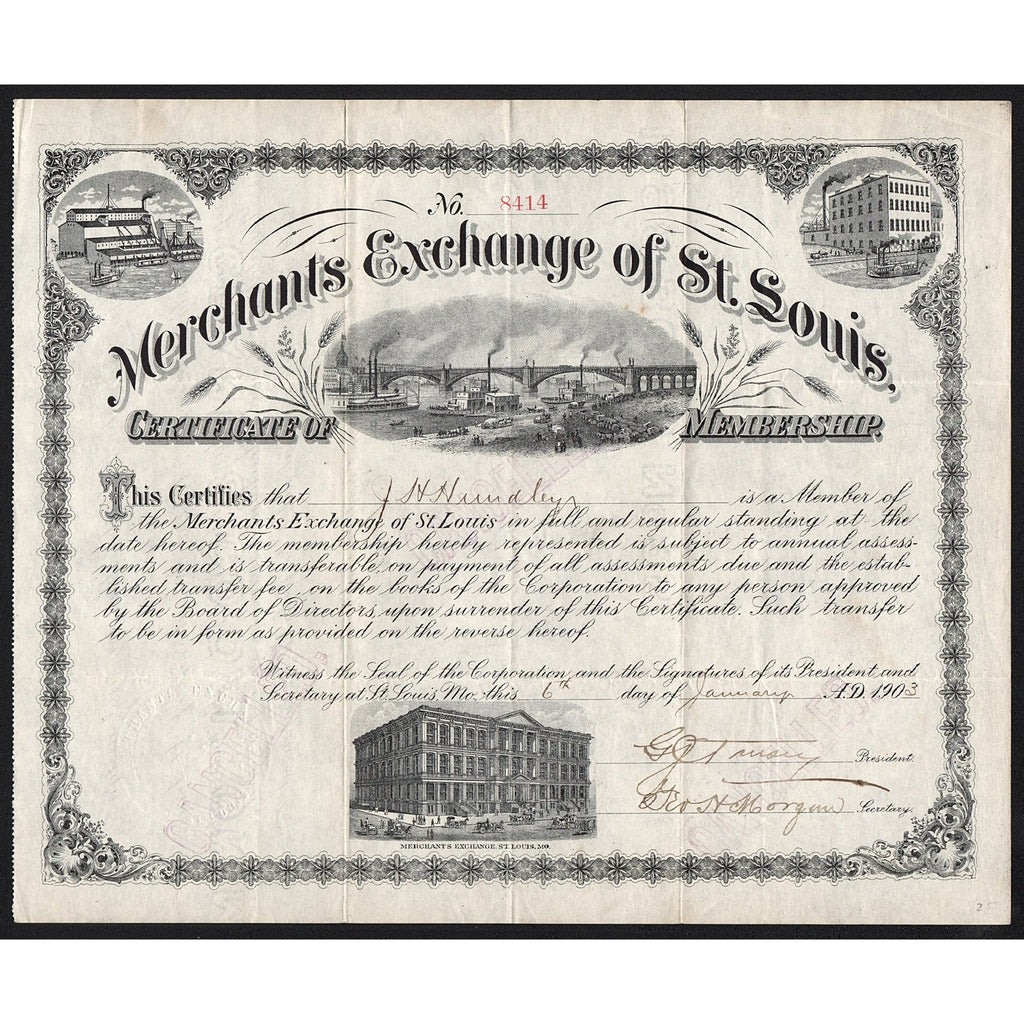 No. 8414
Merchants Exchange of St. Louis,
CERTIFICATE OF MEMBERSHIP.
This Certifies that J H Hundley is a Member of
the Merchants Exchange of St. Louis in full and regular standing at the
date hereof. The membership hereby represented is subject to annual assess-
ments and is transferable, on payment of all assessments due and the estab-
lished transfer fee, on the books of the Corporation to any person approved
by the Board of Directors, upon surrender of this Certificate. Such transfer
to be in form as provided on the reverse hereof.
Witness the Seal of the Corporation, and the Signatures of its President and
Secretary, at St. Louis Mo, this 6th day of January A.D. 1903
President.
Geo H Morgan Secretary.
MERCHANTS EXCHANGE, ST. LOUIS, MO.
CANCELLED.
CANCELLED.
CANCELLED.
25